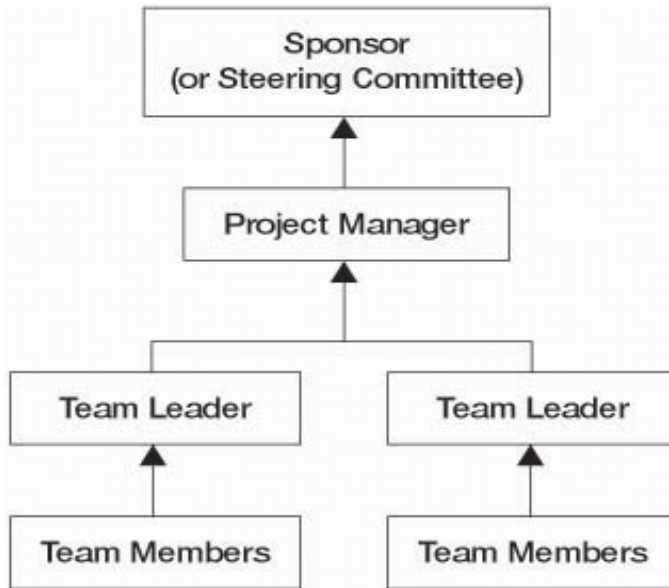 Sponsor
(or Steering Committee)
Project Manager
Team Leader
Team Leader
Team Members
Team Members